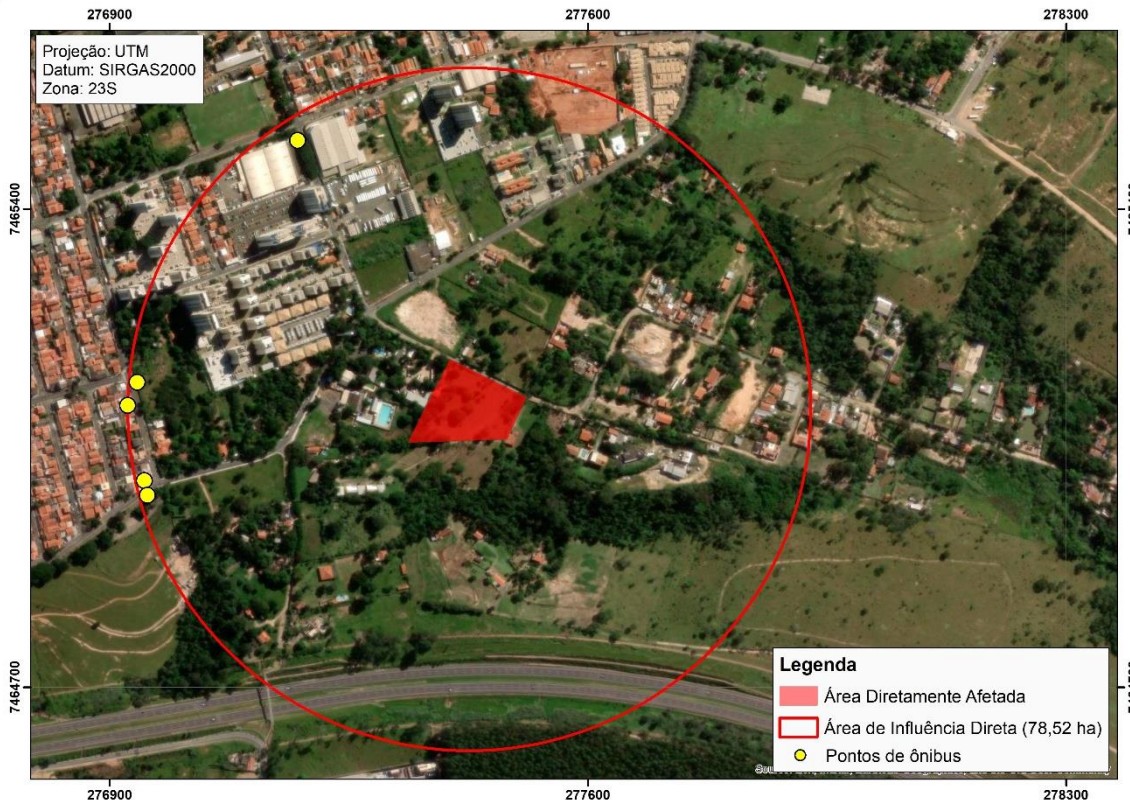 276900
277600
278300
Projeção: UTM
Datum: SIRGAS2000
Zona: 23S
7465400
7464700
Legenda
Área Diretamente Afetada
Área de Influência Direta (78,52 ha)
Pontos de ônibus
276900
277600
278300